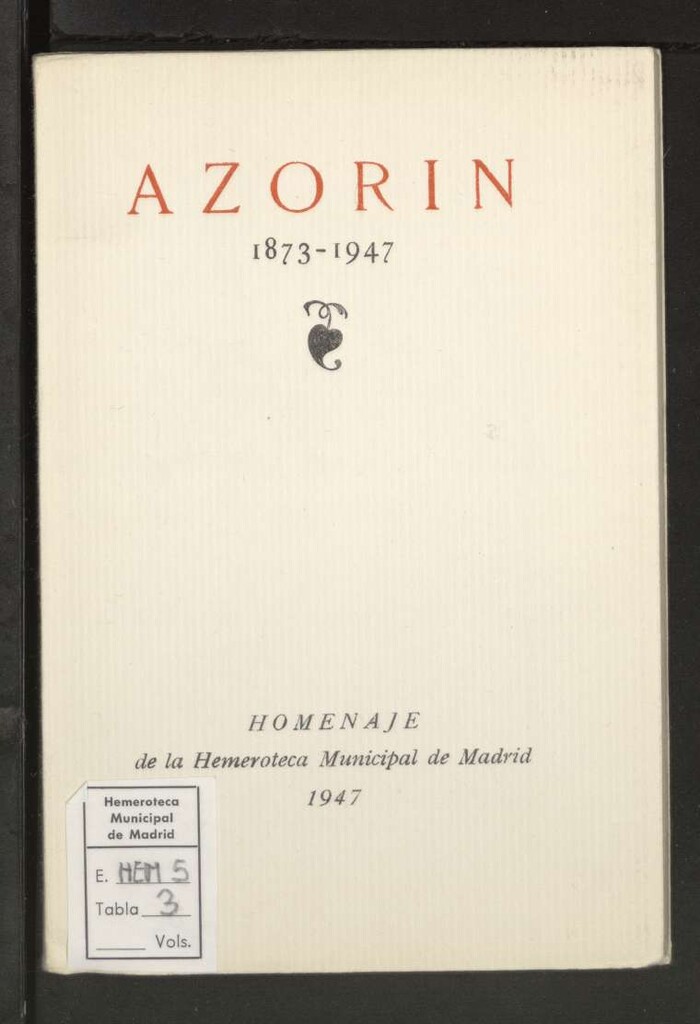 AZORIN
1873-1947
HOMENAJE
de la Hemeroteca Municipal de Madrid
1947
Hemeroteca
Municipal
de Madrid
E. HEM 5
Tabla 3
Vols.